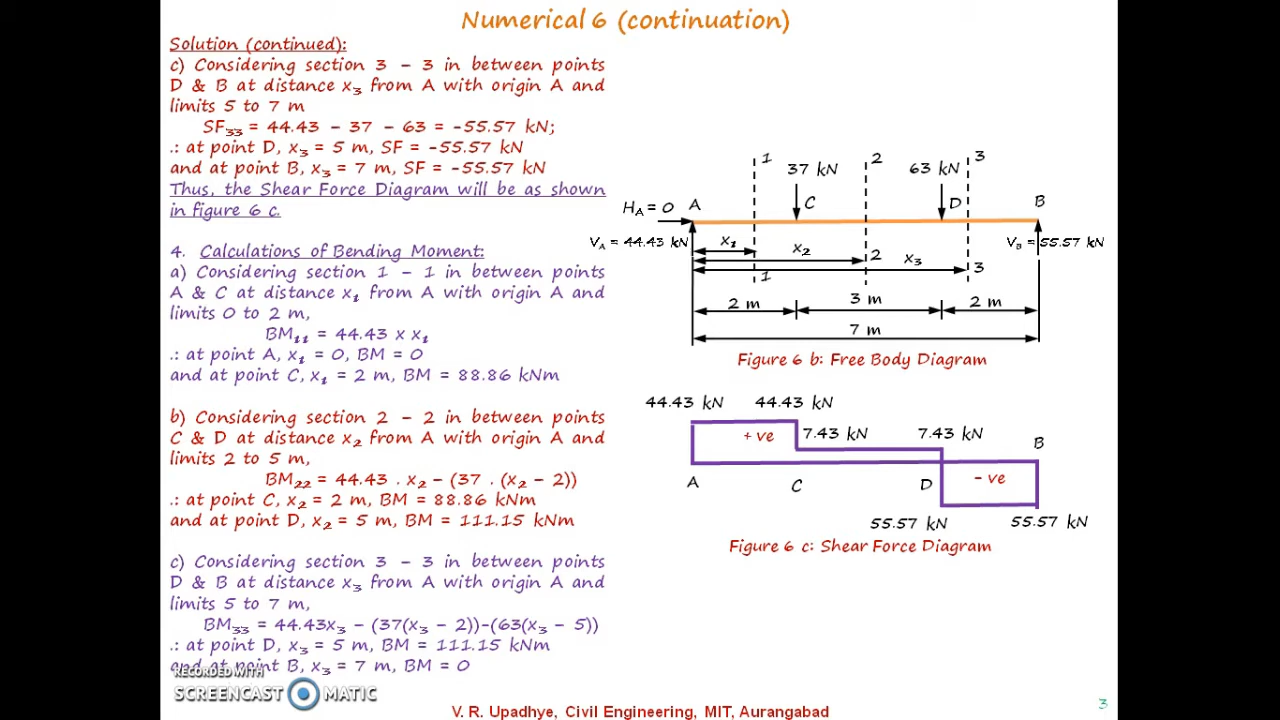 Numerical 6 (continuation)
Solution (continued):
c) Considering section 3 - 3 in between points
D & B at distance x₃ from A with origin A and
limits 5 to 7 m
SF₃₃ = 44.43 - 37 - 63 = -55.57 kN;
.: at point D, x₃ = 5 m, SF = -55.57 kN
and at point B, x₃ = 7 m, SF = -55.57 kN
Thus, the Shear Force Diagram will be as shown
in figure 6 c.
4. Calculations of Bending Moment:
a) Considering section 1 - 1 in between points
A & C at distance x₁ from A with origin A and
limits 0 to 2 m,
BM₁₁ = 44.43 x x₁
.: at point A, x₁ = 0, BM = 0
and at point C, x₁ = 2 m, BM = 88.86 kNm
b) Considering section 2 - 2 in between points
C & D at distance x₂ from A with origin A and
limits 2 to 5 m,
BM₂₂ = 44.43 . x₂ - (37 . (x₂ - 2))
.: at point C, x₂ = 2 m, BM = 88.86 kNm
and at point D, x₂ = 5 m, BM = 111.15 kNm
c) Considering section 3 - 3 in between points
D & B at distance x₃ from A with origin A and
limits 5 to 7 m,
BM₃₃ = 44.43x₃ - (37(x₃ - 2))-(63(x₃ - 5))
.: at point D, x₃ = 5 m, BM = 111.15 kNm
and at point B, x₃ = 7 m, BM = 0
RECORDED WITH
SCREENCAST MATIC
1 2 3
37 kN 63 kN
H_A = 0 A C D B
V_A = 44.43 kN V_B = 55.57 kN
x₁ x₂ x₃
1 2 3
2 m 3 m 2 m
7 m
Figure 6 b: Free Body Diagram
44.43 kN 44.43 kN
+ ve 7.43 kN 7.43 kN B
A C D - ve
55.57 kN 55.57 kN
Figure 6 c: Shear Force Diagram
V. R. Upadhye, Civil Engineering, MIT, Aurangabad
3